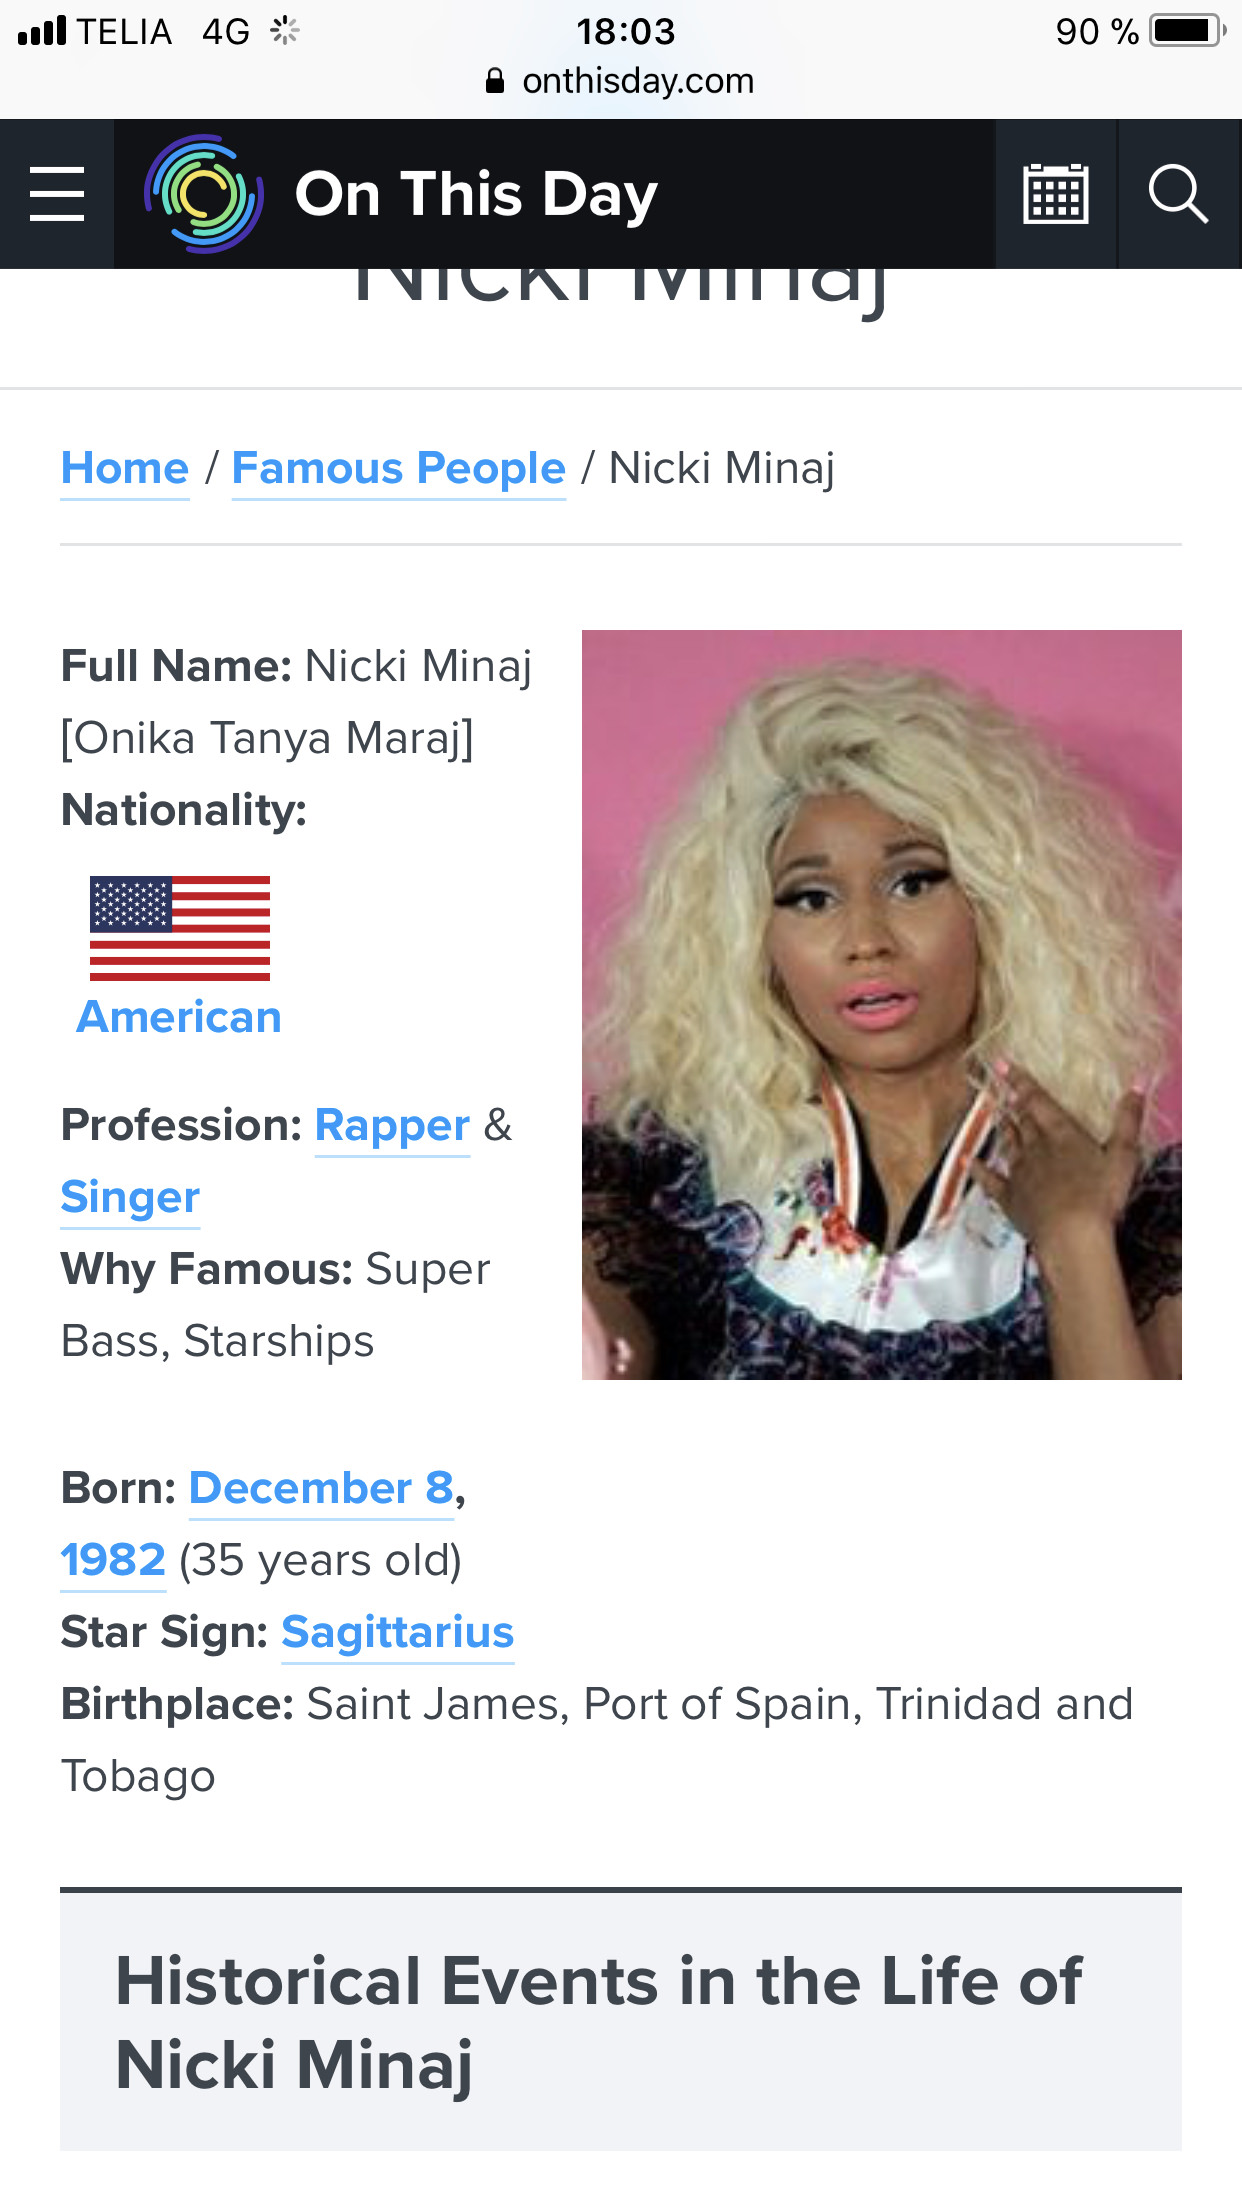 TELIA 4G 18:03 90 %
onthisday.com
On This Day
Nicki Minaj
Home / Famous People / Nicki Minaj
Full Name: Nicki Minaj
[Onika Tanya Maraj]
Nationality:
American
Profession: Rapper &
Singer
Why Famous: Super
Bass, Starships
Born: December 8,
1982 (35 years old)
Star Sign: Sagittarius
Birthplace: Saint James, Port of Spain, Trinidad and
Tobago
Historical Events in the Life of
Nicki Minaj